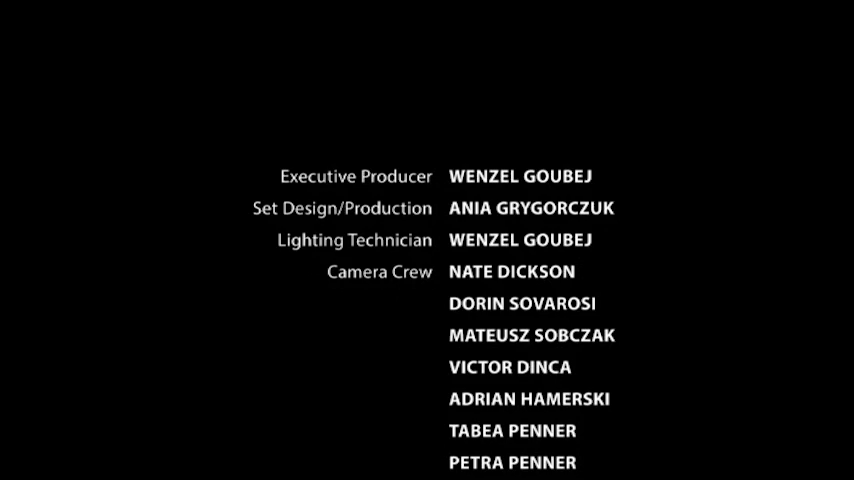 Executive Producer WENZEL GOUBEJ
Set Design/Production ANIA GRYGORCZUK
Lighting Technician WENZEL GOUBEJ
Camera Crew NATE DICKSON
DORIN SOVAROSI
MATEUSZ SOBCZAK
VICTOR DINCA
ADRIAN HAMERSKI
TABEA PENNER
PETRA PENNER